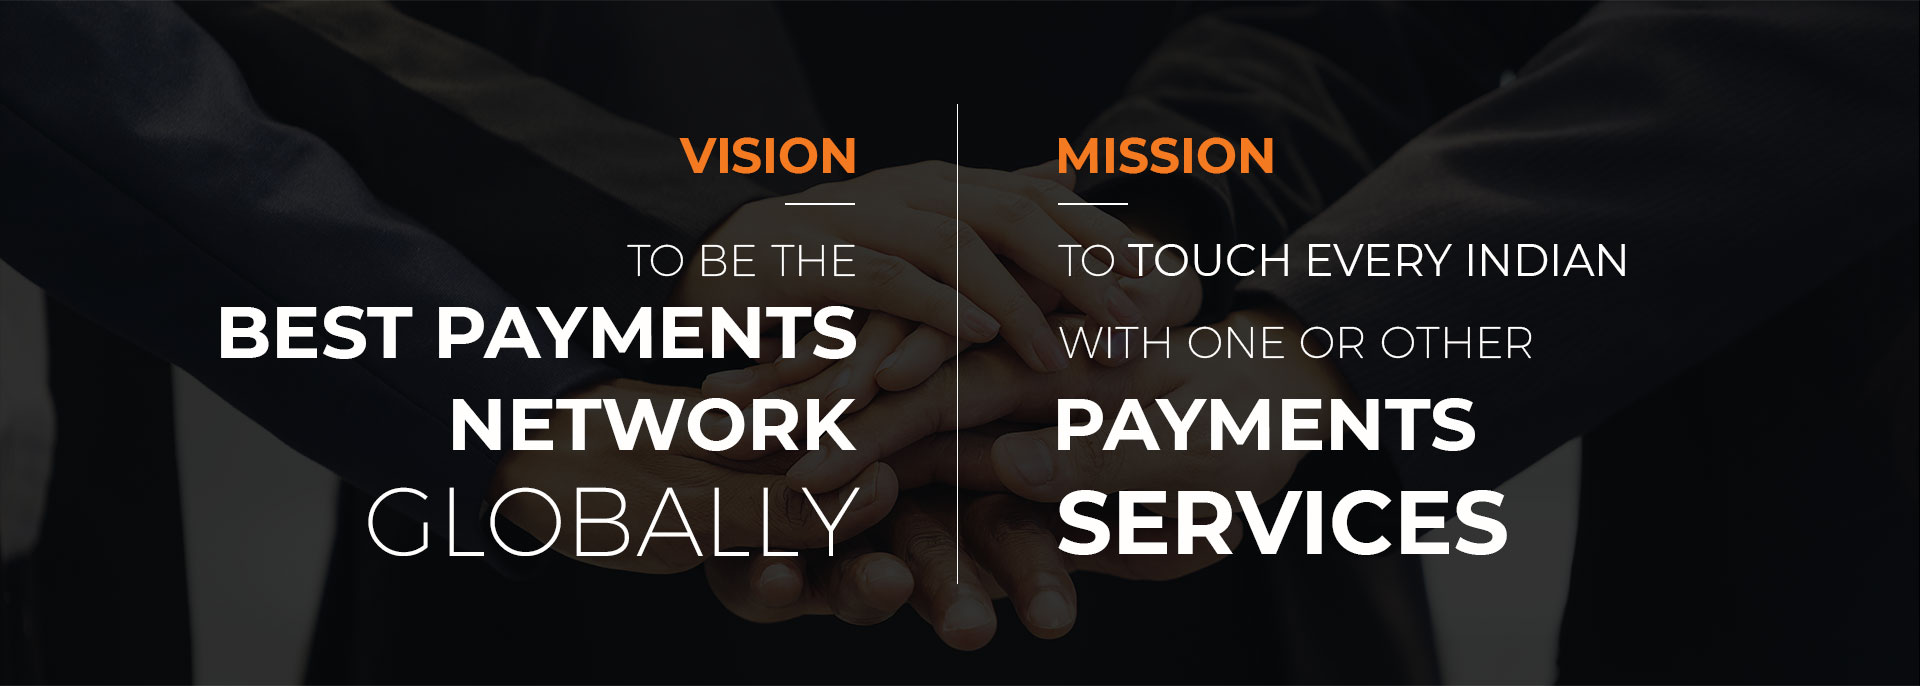 VISION
TO BE THE
BEST PAYMENTS
NETWORK
GLOBALLY
MISSION
TO TOUCH EVERY INDIAN
WITH ONE OR OTHER
PAYMENTS
SERVICES